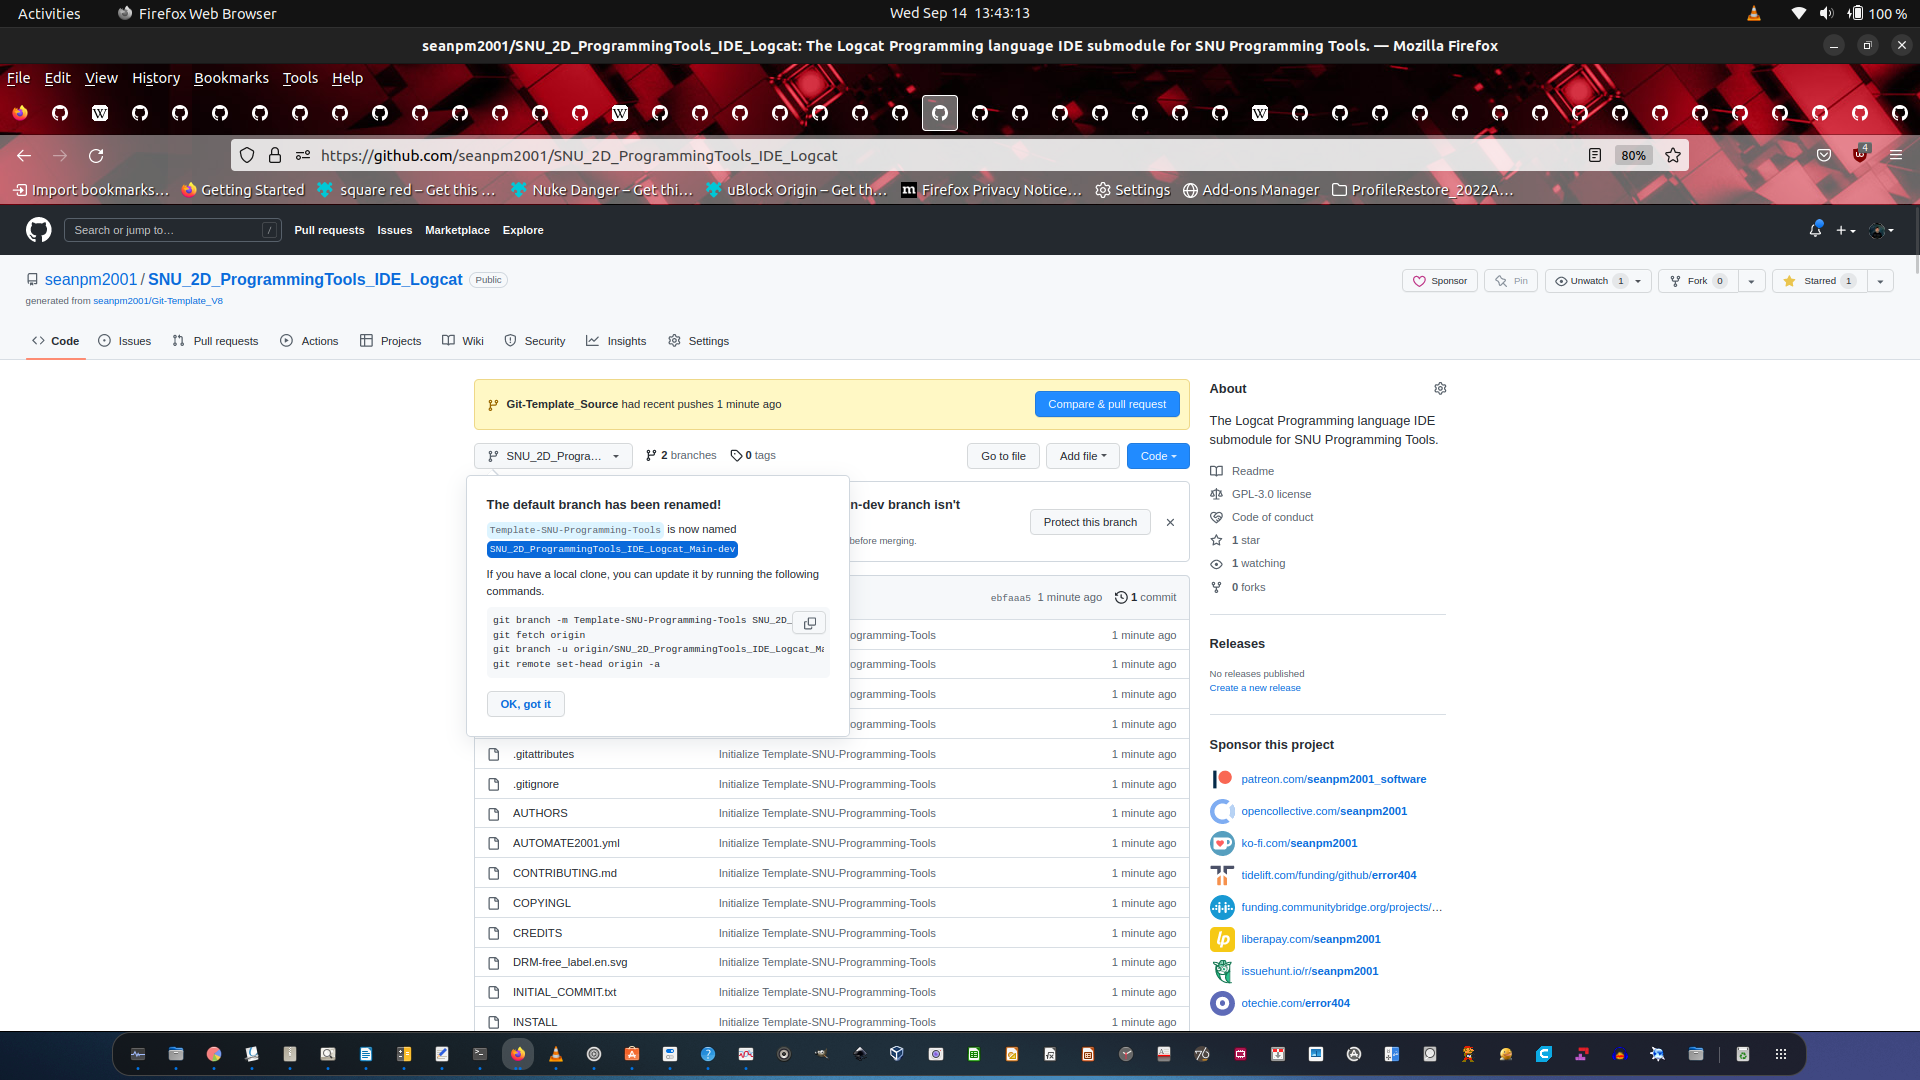 Activities
Firefox Web Browser
Wed Sep 14  13:43:13
100 %
seanpm2001/SNU_2D_ProgrammingTools_IDE_Logcat: The Logcat Programming language IDE submodule for SNU Programming Tools. — Mozilla Firefox
File Edit View History Bookmarks Tools Help
https://github.com/seanpm2001/SNU_2D_ProgrammingTools_IDE_Logcat
80%
4
Import bookmarks…
Getting Started
square red – Get this …
Nuke Danger – Get thi…
uBlock Origin – Get th…
Firefox Privacy Notice…
Settings
Add-ons Manager
ProfileRestore_2022A…
Search or jump to…
/
Pull requests Issues Marketplace Explore
seanpm2001 / SNU_2D_ProgrammingTools_IDE_Logcat Public
generated from seanpm2001/Git-Template_V8
Sponsor
Pin
Unwatch 1
Fork 0
Starred 1
Code
Issues
Pull requests
Actions
Projects
Wiki
Security
Insights
Settings
Git-Template_Source had recent pushes 1 minute ago
Compare & pull request
SNU_2D_Progra…
2 branches
0 tags
Go to file
Add file
Code
The default branch has been renamed!
Template-SNU-Programming-Tools is now named
SNU_2D_ProgrammingTools_IDE_Logcat_Main-dev
If you have a local clone, you can update it by running the following
commands.
git branch -m Template-SNU-Programming-Tools SNU_2D_
git fetch origin
git branch -u origin/SNU_2D_ProgrammingTools_IDE_Logcat_Ma
git remote set-head origin -a
OK, got it
n-dev branch isn't
before merging.
Protect this branch
ebfaaa5 1 minute ago
1 commit
ogramming-Tools 1 minute ago
ogramming-Tools 1 minute ago
ogramming-Tools 1 minute ago
ogramming-Tools 1 minute ago
.gitattributes Initialize Template-SNU-Programming-Tools 1 minute ago
.gitignore Initialize Template-SNU-Programming-Tools 1 minute ago
AUTHORS Initialize Template-SNU-Programming-Tools 1 minute ago
AUTOMATE2001.yml Initialize Template-SNU-Programming-Tools 1 minute ago
CONTRIBUTING.md Initialize Template-SNU-Programming-Tools 1 minute ago
COPYINGL Initialize Template-SNU-Programming-Tools 1 minute ago
CREDITS Initialize Template-SNU-Programming-Tools 1 minute ago
DRM-free_label.en.svg Initialize Template-SNU-Programming-Tools 1 minute ago
INITIAL_COMMIT.txt Initialize Template-SNU-Programming-Tools 1 minute ago
INSTALL Initialize Template-SNU-Programming-Tools 1 minute ago
About
The Logcat Programming language IDE
submodule for SNU Programming Tools.
Readme
GPL-3.0 license
Code of conduct
1 star
1 watching
0 forks
Releases
No releases published
Create a new release
Sponsor this project
patreon.com/seanpm2001_software
opencollective.com/seanpm2001
ko-fi.com/seanpm2001
tidelift.com/funding/github/error404
funding.communitybridge.org/projects/…
liberapay.com/seanpm2001
issuehunt.io/r/seanpm2001
otechie.com/error404